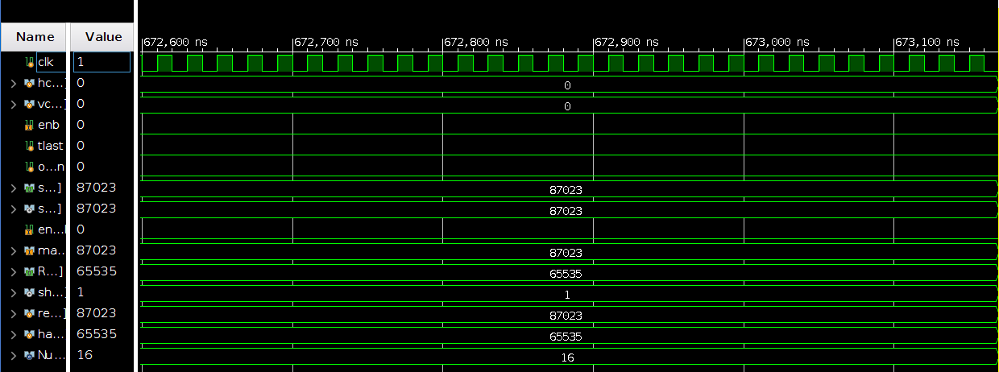 Name Value
672,600 ns 672,700 ns 672,800 ns 672,900 ns 673,000 ns 673,100 ns
clk 1
hc...] 0 0
vc...] 0 0
enb 0
tlast 0
o...n 0
s...] 87023 87023
s...] 87023 87023
en... 0
ma... 87023 87023
R...] 65535 65535
sh...] 1 1
re...] 87023 87023
ha... 65535 65535
Nu... 16 16